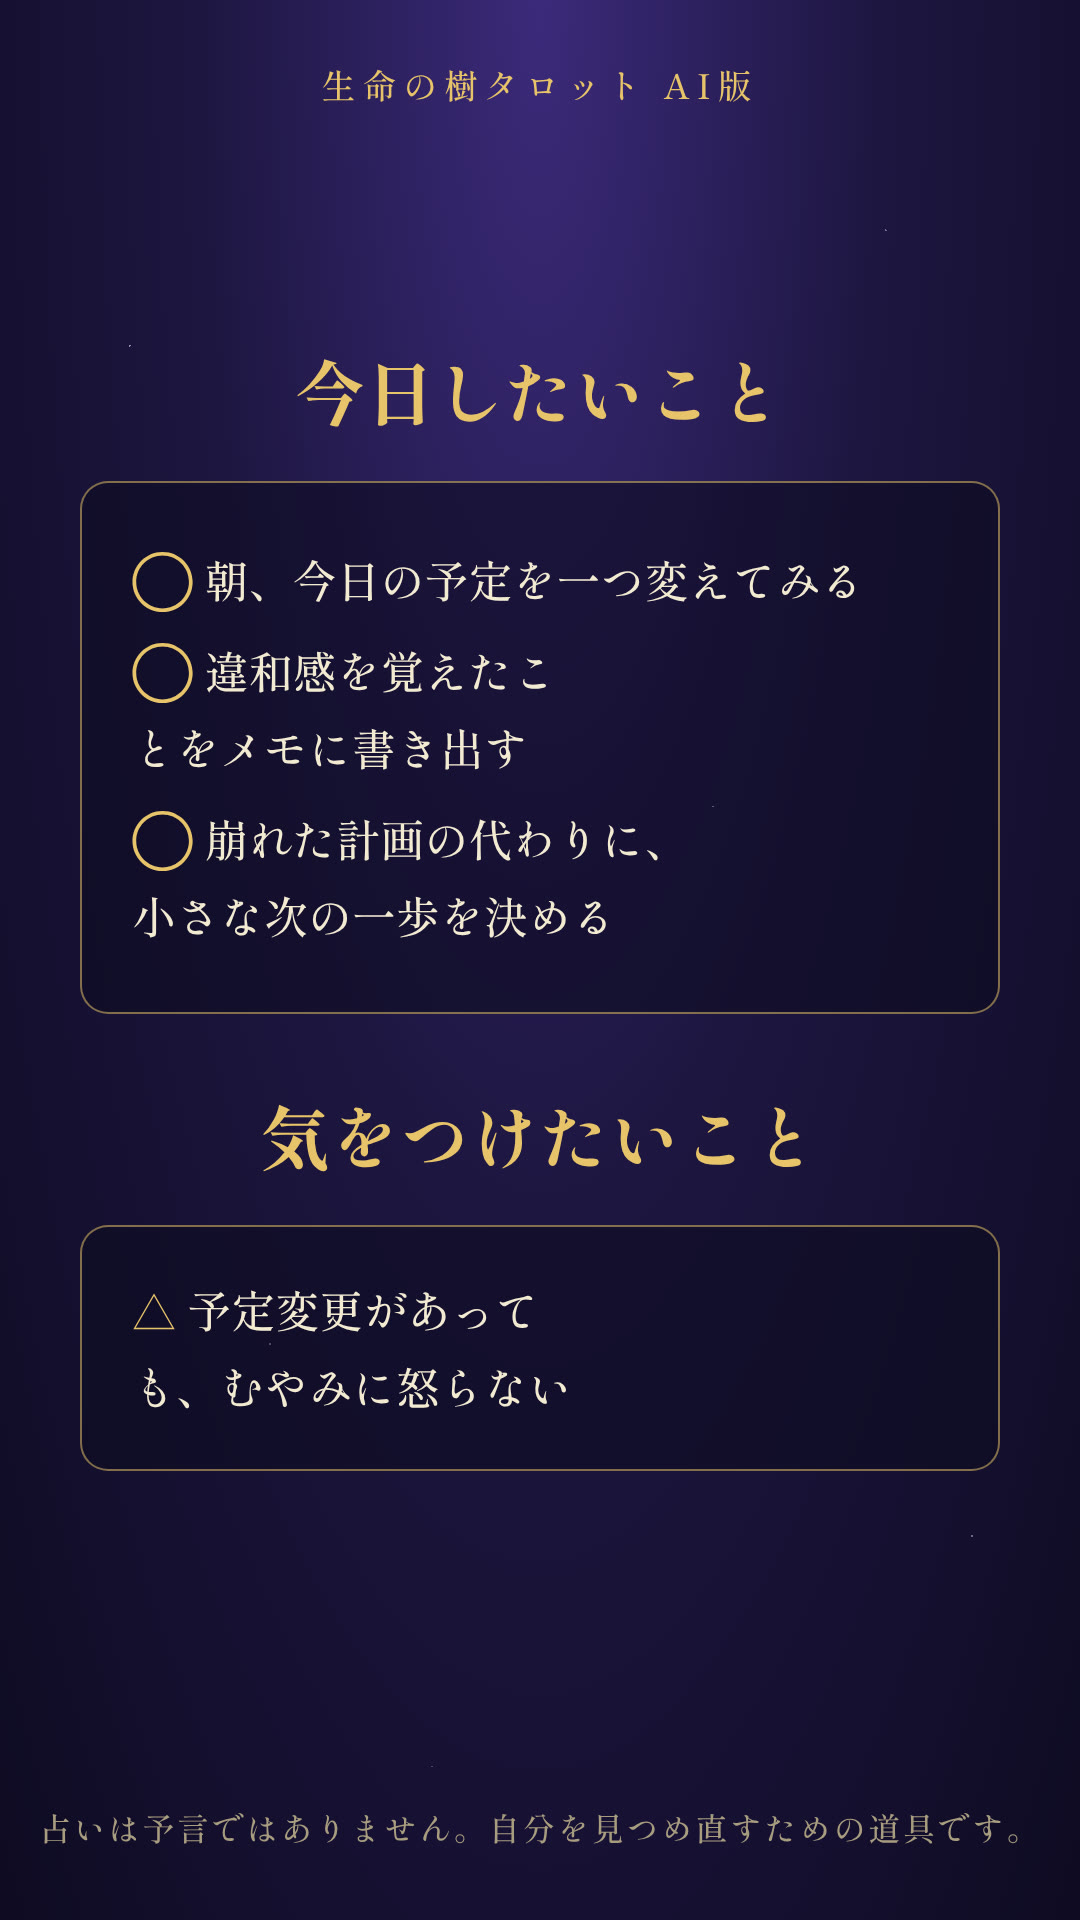 生命の樹タロット AI版
今日したいこと
◯ 朝、今日の予定を一つ変えてみる
◯ 違和感を覚えたこ
とをメモに書き出す
◯ 崩れた計画の代わりに、
小さな次の一歩を決める
気をつけたいこと
△ 予定変更があって
も、むやみに怒らない
占いは予言ではありません。自分を見つめ直すための道具です。